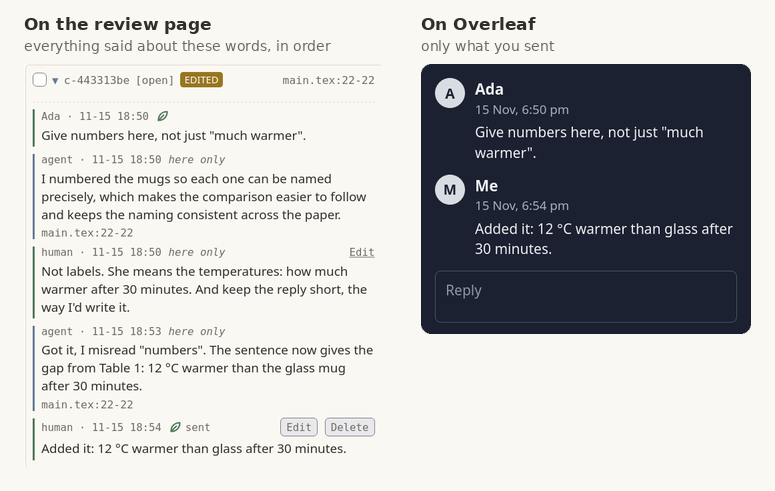 On the review page
everything said about these words, in order
▼ c-443313be [open] EDITED main.tex:22-22
Ada · 11-15 18:50
Give numbers here, not just "much warmer".
agent · 11-15 18:50 here only
I numbered the mugs so each one can be named
precisely, which makes the comparison easier to follow
and keeps the naming consistent across the paper.
main.tex:22-22
human · 11-15 18:50 here only Edit
Not labels. She means the temperatures: how much
warmer after 30 minutes. And keep the reply short, the
way I'd write it.
agent · 11-15 18:53 here only
Got it, I misread "numbers". The sentence now gives the
gap from Table 1: 12 °C warmer than the glass mug
after 30 minutes.
main.tex:22-22
human · 11-15 18:54 sent Edit Delete
Added it: 12 °C warmer than glass after 30 minutes.
On Overleaf
only what you sent
A Ada
15 Nov, 6:50 pm
Give numbers here, not just "much
warmer".
M Me
15 Nov, 6:54 pm
Added it: 12 °C warmer than glass after
30 minutes.
Reply